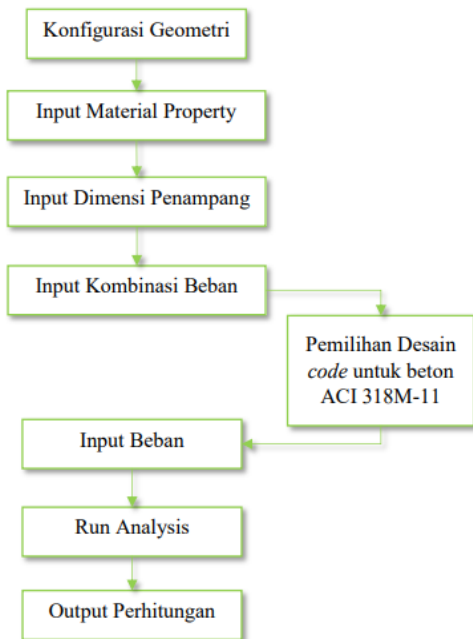 Konfigurasi Geometri
Input Material Property
Input Dimensi Penampang
Input Kombinasi Beban
Pemilihan Desain
code untuk beton
ACI 318M-11
Input Beban
Run Analysis
Output Perhitungan